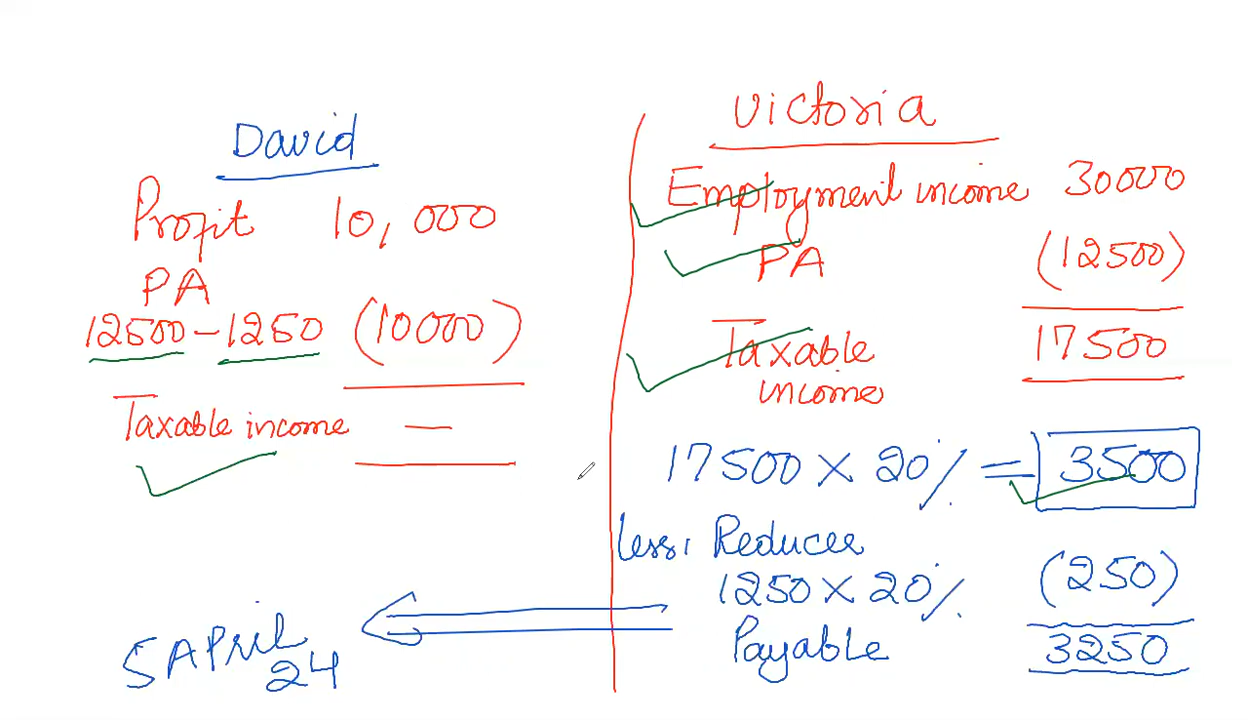 David
Profit 10,000
PA
12500 - 1250 (10000)
Taxable income —
5 April
24
Victoria
Employment income 30000
PA (12500)
Taxable 17500
income
17500 × 20% = 3500
less: Reducer
1250 × 20% (250)
Payable 3250